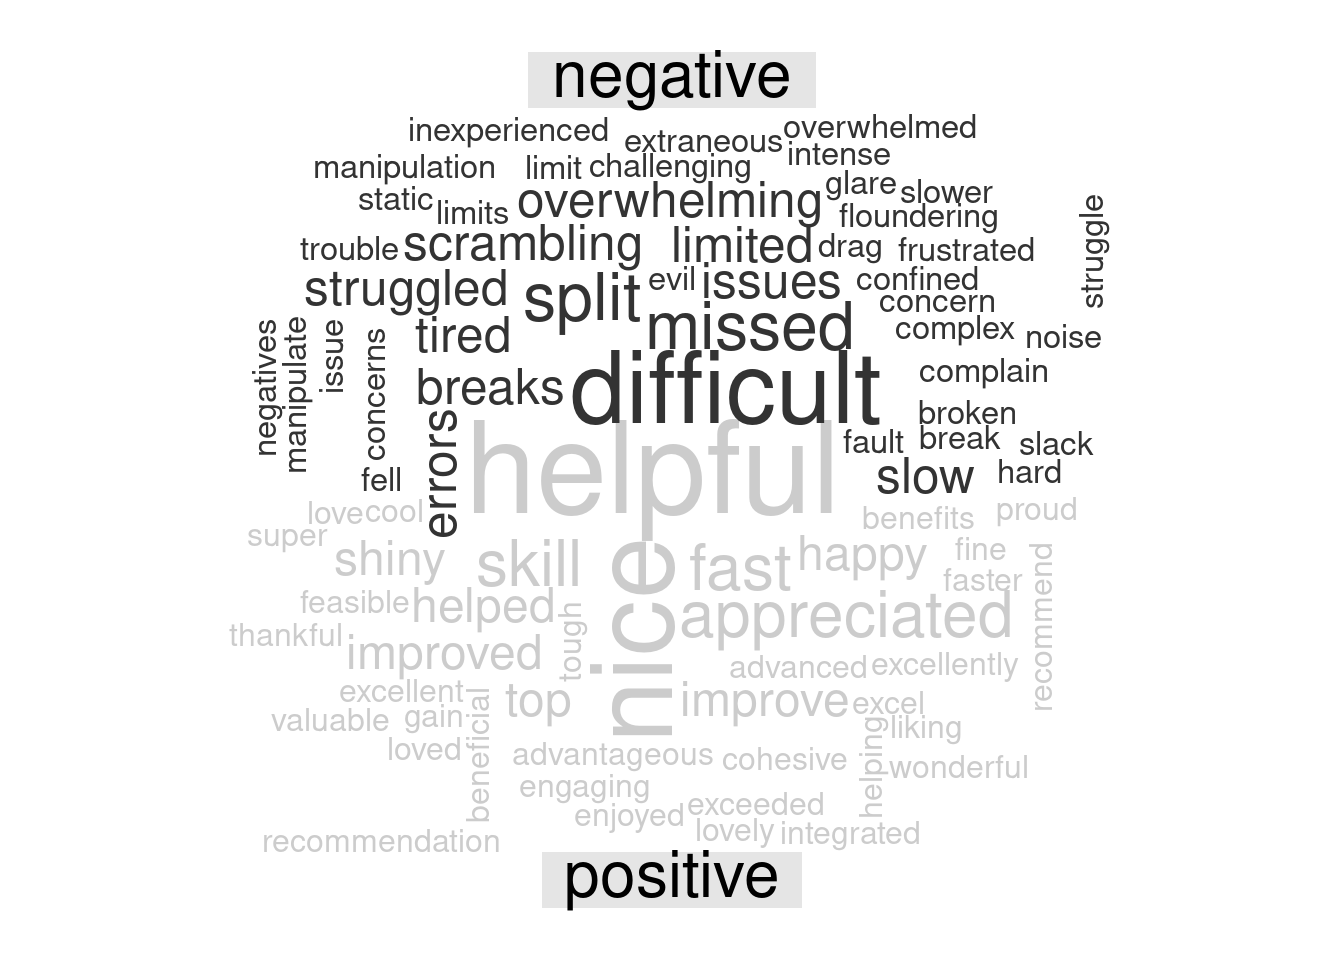 negative
inexperienced extraneous overwhelmed
manipulation limit challenging intense
static limits overwhelming glare slower
floundering struggle
trouble scrambling limited drag frustrated
struggled split evil issues confined
concern
tired missed complex noise
negatives manipulate issue concerns
breaks difficult complain
broken
errors helpful fault break slack
fell slow hard
love cool benefits proud
super shiny skill nice fast happy fine
faster recommend
feasible helped tough appreciated
thankful improved advanced excellently
excellent top improve excel
valuable gain beneficial liking
loved advantageous cohesive helping wonderful
engaging
enjoyed exceeded
recommendation lovely integrated
positive